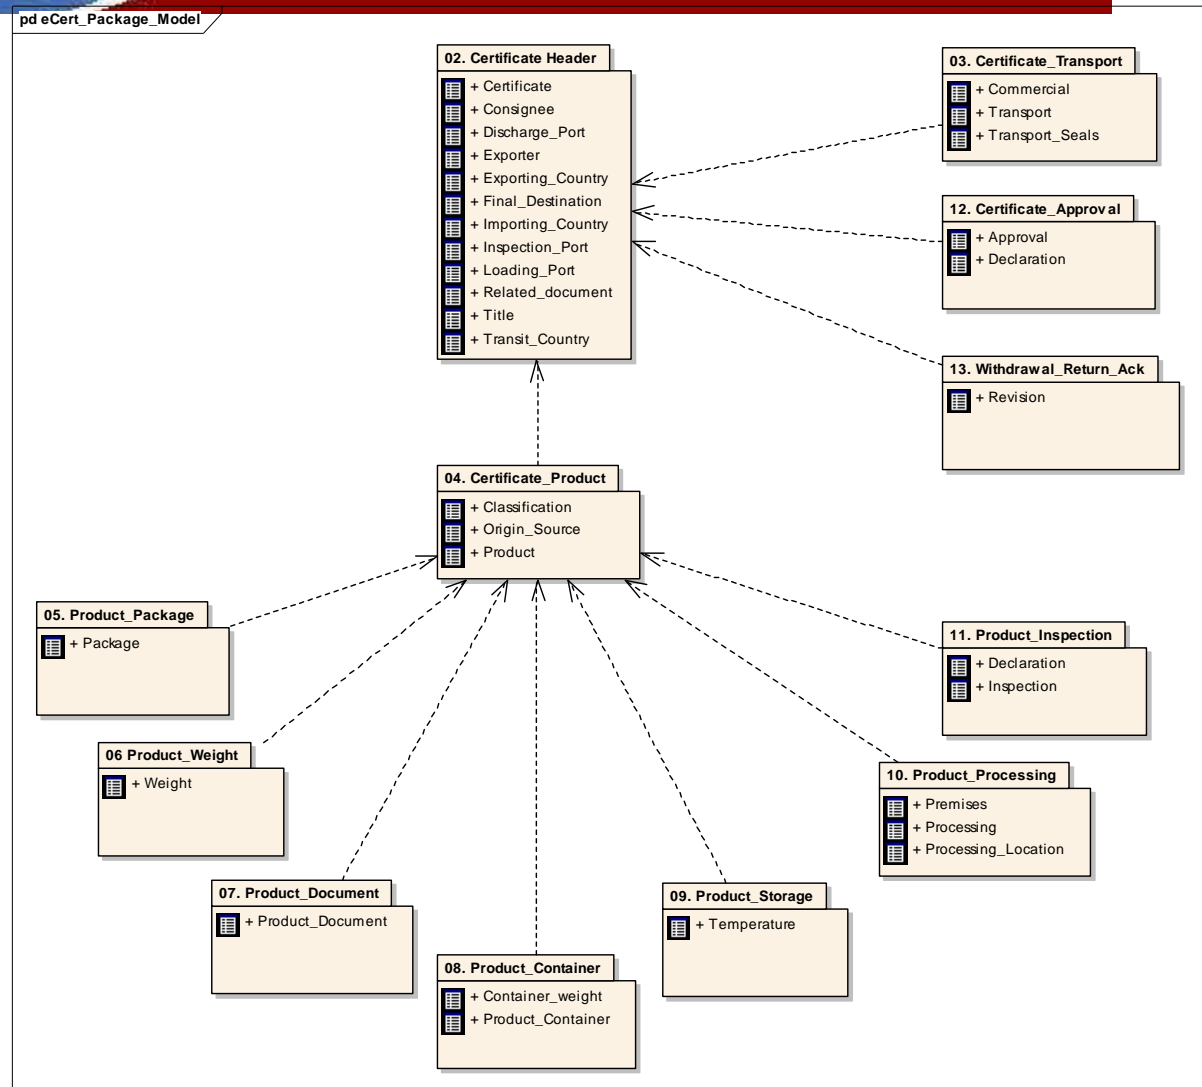 pd eCert_Package_Model
02. Certificate Header
+ Certificate
+ Consignee
+ Discharge_Port
+ Exporter
+ Exporting_Country
+ Final_Destination
+ Importing_Country
+ Inspection_Port
+ Loading_Port
+ Related_document
+ Title
+ Transit_Country
03. Certificate_Transport
+ Commercial
+ Transport
+ Transport_Seals
12. Certificate_Approval
+ Approval
+ Declaration
13. Withdrawal_Return_Ack
+ Revision
04. Certificate_Product
+ Classification
+ Origin_Source
+ Product
05. Product_Package
+ Package
11. Product_Inspection
+ Declaration
+ Inspection
06 Product_Weight
+ Weight
10. Product_Processing
+ Premises
+ Processing
+ Processing_Location
07. Product_Document
+ Product_Document
09. Product_Storage
+ Temperature
08. Product_Container
+ Container_weight
+ Product_Container